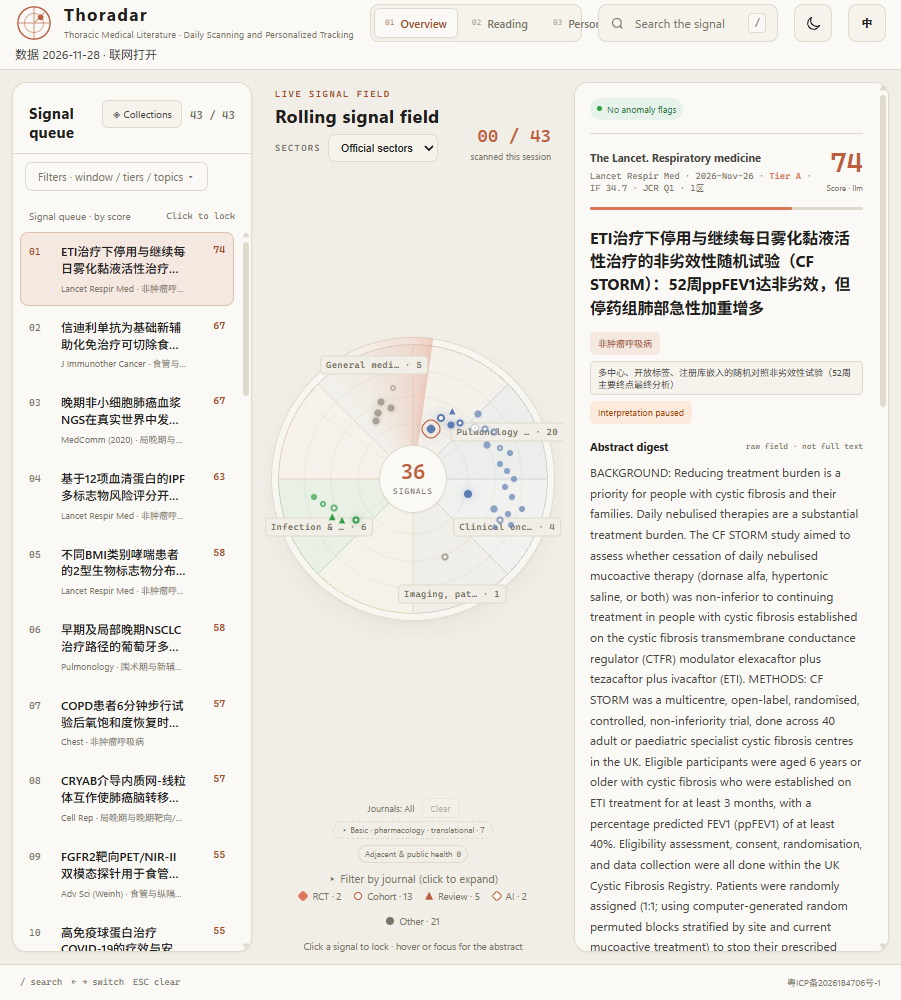 Thoradar
Thoracic Medical Literature · Daily Scanning and Personalized Tracking
01 Overview
02 Reading
03 Person
Search the signal
/
中
数据 2026-11-28 · 联网打开
Signal queue
Collections
43 / 43
Filters · window / tiers / topics
Signal queue · by score
Click to lock
01
ETI治疗下停用与继续每
日雾化黏液活性治疗…
74
Lancet Respir Med · 非肿瘤呼…
02
信迪利单抗为基础新辅
助化免治疗可切除食…
67
J Immunother Cancer · 食管与…
03
晚期非小细胞肺癌血浆
NGS在真实世界中发…
67
MedComm (2020) · 局晚期与…
04
基于12项血清蛋白的IPF
多标志物风险评分开…
63
Lancet Respir Med · 非肿瘤呼…
05
不同BMI类别哮喘患者
的2型生物标志物分布…
58
Lancet Respir Med · 非肿瘤呼…
06
早期及局部晚期NSCLC
治疗路径的葡萄牙多…
58
Pulmonology · 围术期与新辅…
07
COPD患者6分钟步行试
验后氧饱和度恢复时…
57
Chest · 非肿瘤呼吸病
08
CRYAB介导内质网-线粒
体互作使肺癌脑转移…
57
Cell Rep · 局晚期与晚期靶向/…
09
FGFR2靶向PET/NIR-II
双模态探针用于食管…
55
Adv Sci (Weinh) · 食管与纵隔…
10
高免疫球蛋白治疗
COVID-19的疗效与安
55
LIVE SIGNAL FIELD
Rolling signal field
SECTORS
Official sectors
00 / 43
scanned this session
General medi… · 5
Pulmonology … · 20
Clinical onc… · 4
Imaging, pat… · 1
Infection & … · 6
36
SIGNALS
Journals: All
Clear
Basic · pharmacology · translational · 7
Adjacent & public health 0
Filter by journal (click to expand)
RCT · 2
Cohort · 13
Review · 5
AI · 2
Other · 21
Click a signal to lock · hover or focus for the abstract
No anomaly flags
The Lancet. Respiratory medicine
Lancet Respir Med · 2026-Nov-26 · Tier A ·
IF 34.7 · JCR Q1 · 1区
74
Score · llm
ETI治疗下停用与继续每日雾化黏液活
性治疗的非劣效性随机试验（CF
STORM）：52周ppFEV1达非劣效，但
停药组肺部急性加重增多
非肿瘤呼吸病
多中心、开放标签、注册库嵌入的随机对照非劣效性试验（52周
主要终点最终分析）
Interpretation paused
Abstract digest
raw field · not full text
BACKGROUND: Reducing treatment burden is a
priority for people with cystic fibrosis and their
families. Daily nebulised therapies are a substantial
treatment burden. The CF STORM study aimed to
assess whether cessation of daily nebulised
mucoactive therapy (dornase alfa, hypertonic
saline, or both) was non-inferior to continuing
treatment in people with cystic fibrosis established
on the cystic fibrosis transmembrane conductance
regulator (CTFR) modulator elexacaftor plus
tezacaftor plus ivacaftor (ETI). METHODS: CF
STORM was a multicentre, open-label, randomised,
controlled, non-inferiority trial, done across 40
adult or paediatric specialist cystic fibrosis centres
in the UK. Eligible participants were aged 6 years or
older with cystic fibrosis who were established on
ETI treatment for at least 3 months, with a
percentage predicted FEV1 (ppFEV1) of at least
40%. Eligibility assessment, consent, randomisation,
and data collection were all done within the UK
Cystic Fibrosis Registry. Patients were randomly
assigned (1:1; using computer-generated random
permuted blocks stratified by site and current
mucoactive treatment) to stop their prescribed
/ search ← → switch ESC clear
粤ICP备2026184706号-1